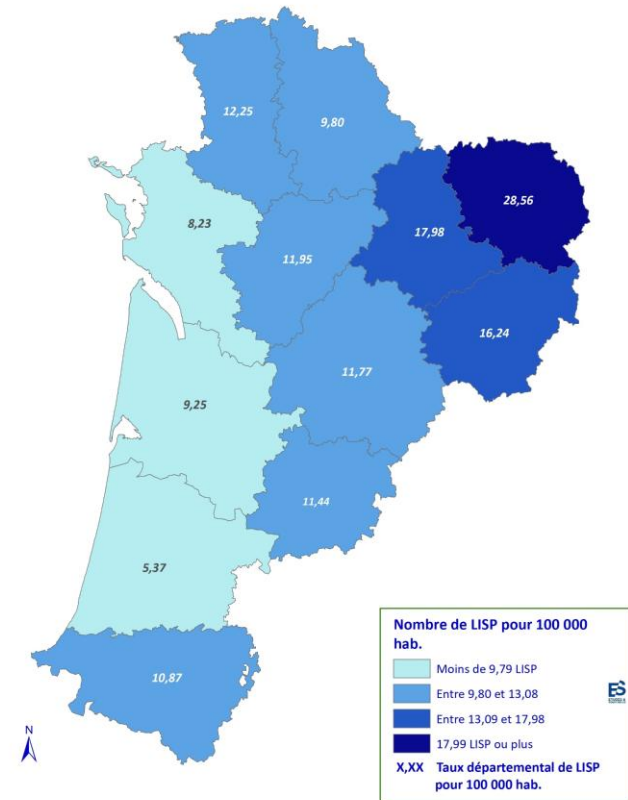 12,25
9,80
28,56
8,23
17,98
11,95
16,24
11,77
9,25
11,44
5,37
10,87
N
Nombre de LISP pour 100 000
hab.
Moins de 9,79 LISP
Entre 9,80 et 13,08
Entre 13,09 et 17,98
17,99 LISP ou plus
X,XX Taux départemental de LISP
pour 100 000 hab.